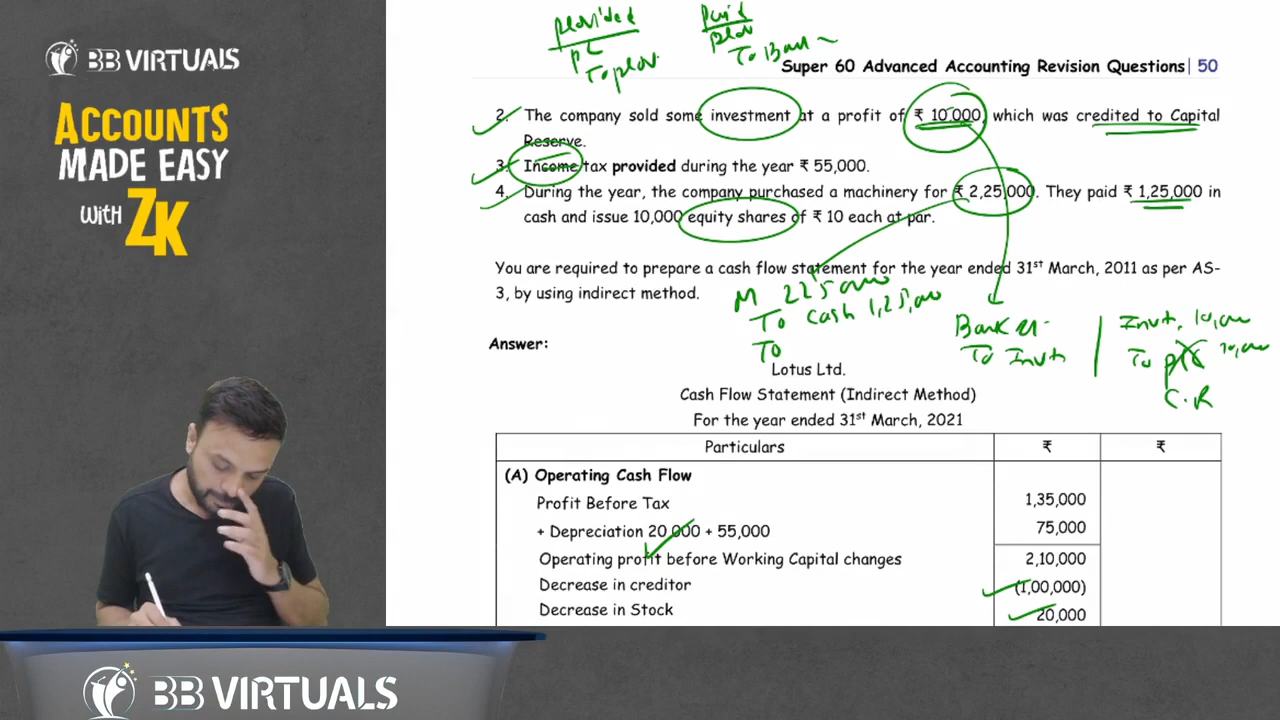 BB VIRTUALS
ACCOUNTS
MADE EASY
with ZK
provided
paid
To Bank
Super 60 Advanced Accounting Revision Questions| 50
2. The company sold some investment at a profit of ₹ 10,000, which was credited to Capital
Reserve.
3. Income tax provided during the year ₹ 55,000.
4. During the year, the company purchased a machinery for ₹ 2,25,000. They paid ₹ 1,25,000 in
cash and issue 10,000 equity shares of ₹ 10 each at par.
You are required to prepare a cash flow statement for the year ended 31st March, 2011 as per AS-
3, by using indirect method.
M 225000
To cash 1,25,000
To
Bank
To Invt
Invt. 10,000
To P/L 10,000
C.R
Answer:
Lotus Ltd.
Cash Flow Statement (Indirect Method)
For the year ended 31st March, 2021
Particulars ₹ ₹
(A) Operating Cash Flow
Profit Before Tax 1,35,000
+ Depreciation 20,000 + 55,000 75,000
Operating profit before Working Capital changes 2,10,000
Decrease in creditor (1,00,000)
Decrease in Stock 20,000
BB VIRTUALS